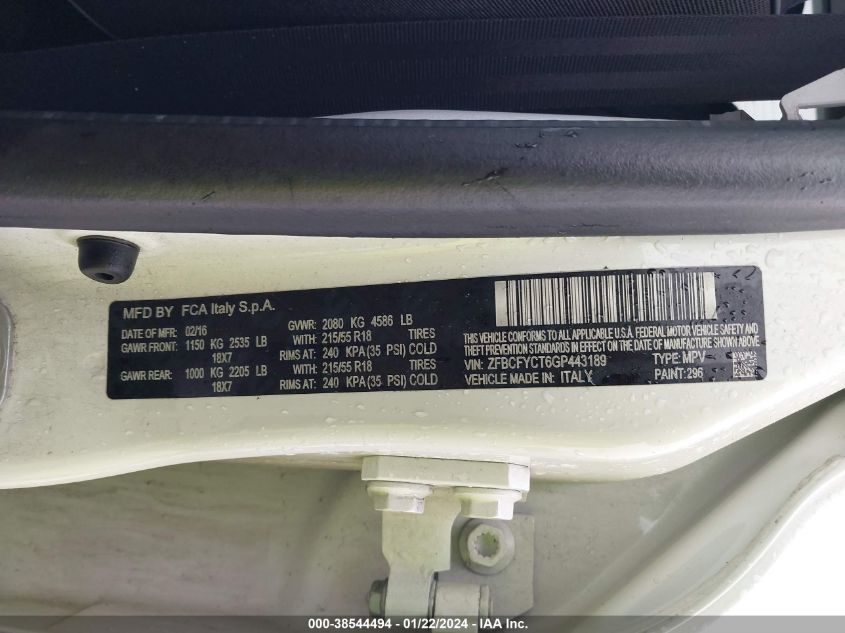 MFD BY FCA Italy S.p.A.
DATE OF MFR: 02/16 GVWR: 2080 KG 4586 LB
GAWR FRONT: 1150 KG 2535 LB WITH: 215/55 R18 TIRES
18X7 RIMS AT: 240 KPA (35 PSI) COLD
GAWR REAR: 1000 KG 2205 LB WITH: 215/55 R18 TIRES
18X7 RIMS AT: 240 KPA (35 PSI) COLD
THIS VEHICLE CONFORMS TO ALL APPLICABLE U.S.A. FEDERAL MOTOR VEHICLE SAFETY AND
THEFT PREVENTION STANDARDS IN EFFECT ON THE DATE OF MANUFACTURE SHOWN ABOVE.
VIN: ZFBCFYCT6GP443189 TYPE: MPV
VEHICLE MADE IN: ITALY PAINT: 296
000-38544494 - 01/22/2024 - IAA Inc.